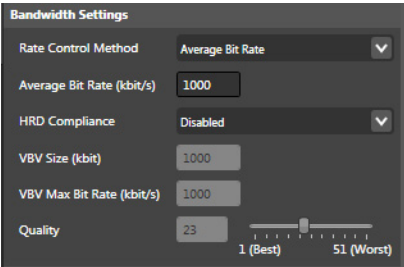 Bandwidth Settings
Rate Control Method Average Bit Rate
Average Bit Rate (kbit/s) 1000
HRD Compliance Disabled
VBV Size (kbit) 1000
VBV Max Bit Rate (kbit/s) 1000
Quality 23
1 (Best) 51 (Worst)